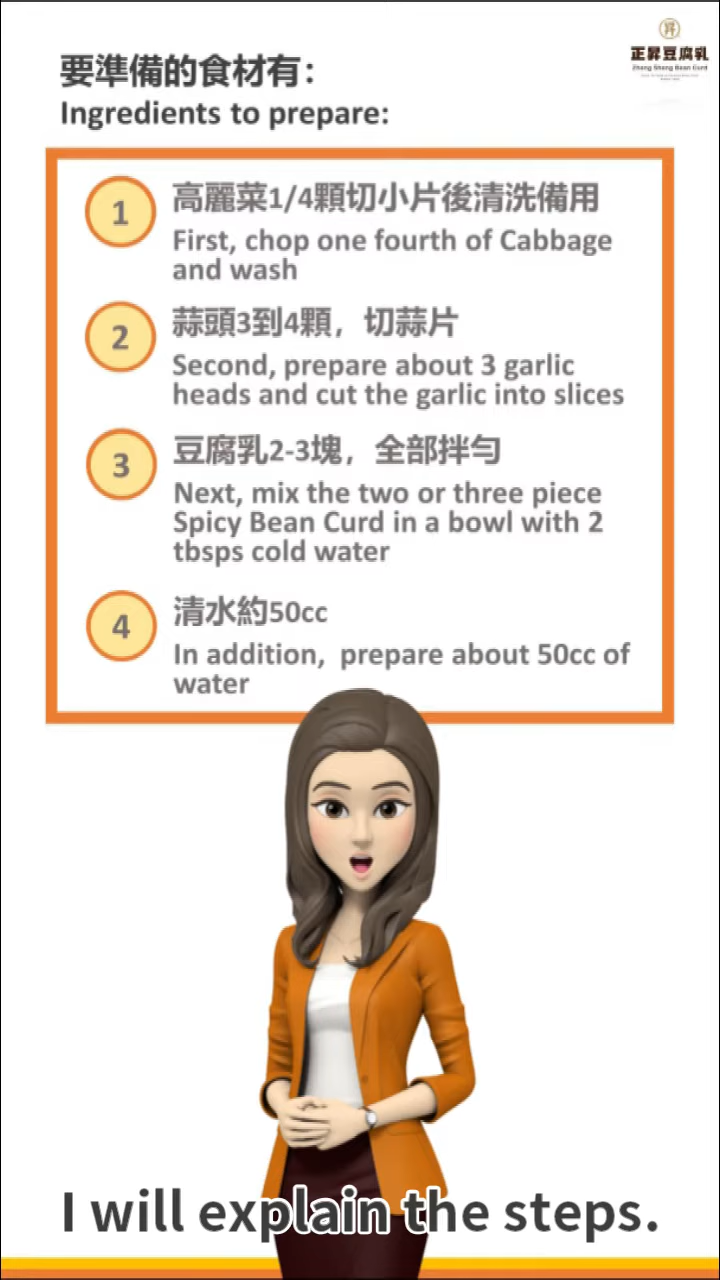 昇
正昇豆腐乳
Zheng Sheng Bean Curd
要準備的食材有：
Ingredients to prepare:
1
高麗菜1/4顆切小片後清洗備用
First, chop one fourth of Cabbage
and wash
2
蒜頭3到4顆，切蒜片
Second, prepare about 3 garlic
heads and cut the garlic into slices
3
豆腐乳2-3塊，全部拌勻
Next, mix the two or three piece
Spicy Bean Curd in a bowl with 2
tbsps cold water
4
清水約50cc
In addition, prepare about 50cc of
water
I will explain the steps.